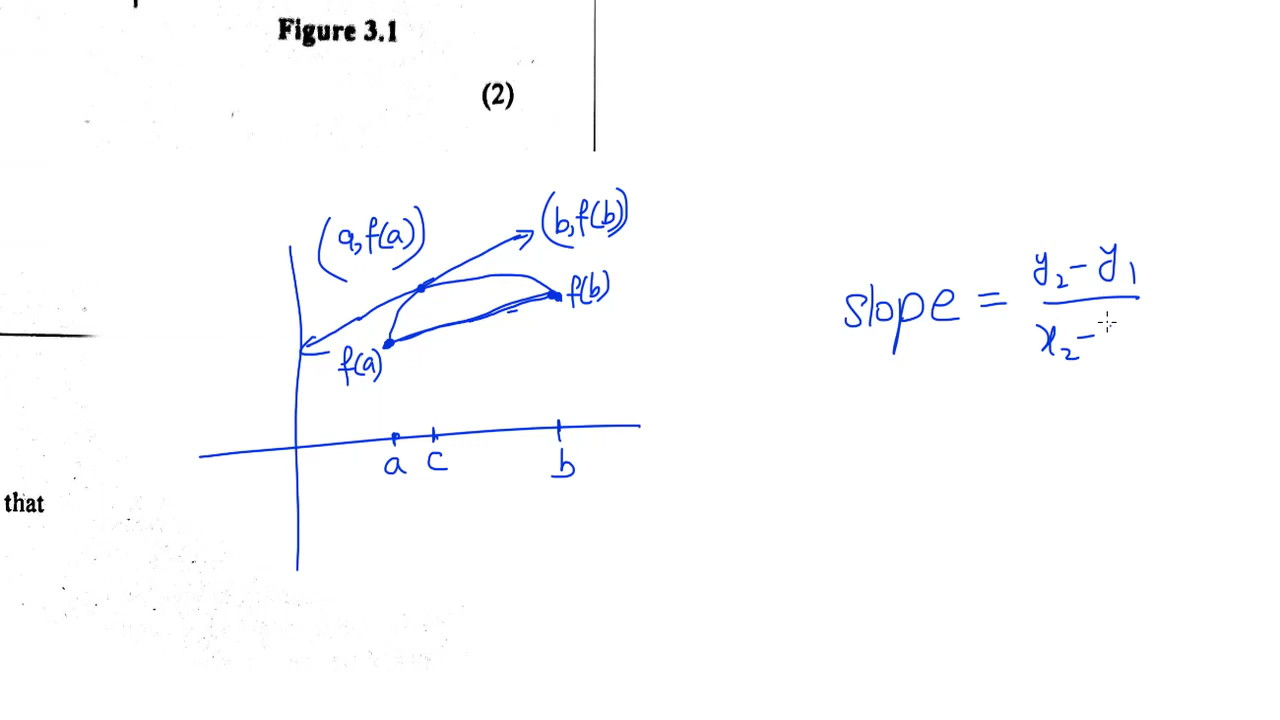 Figure 3.1
(2)
(a, f(a))
(b, f(b))
f(b)
f(a)
a c b
that
slope = y₂ - y₁
x₂ -